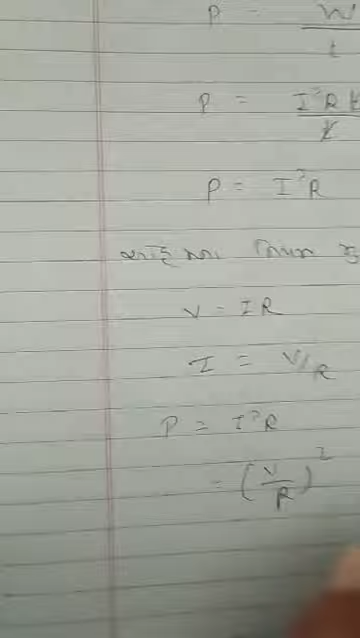 P = W/t
P = I²Rt/t
P = I²R
V = IR
I = V/R
P = I²R
= (V/R)²